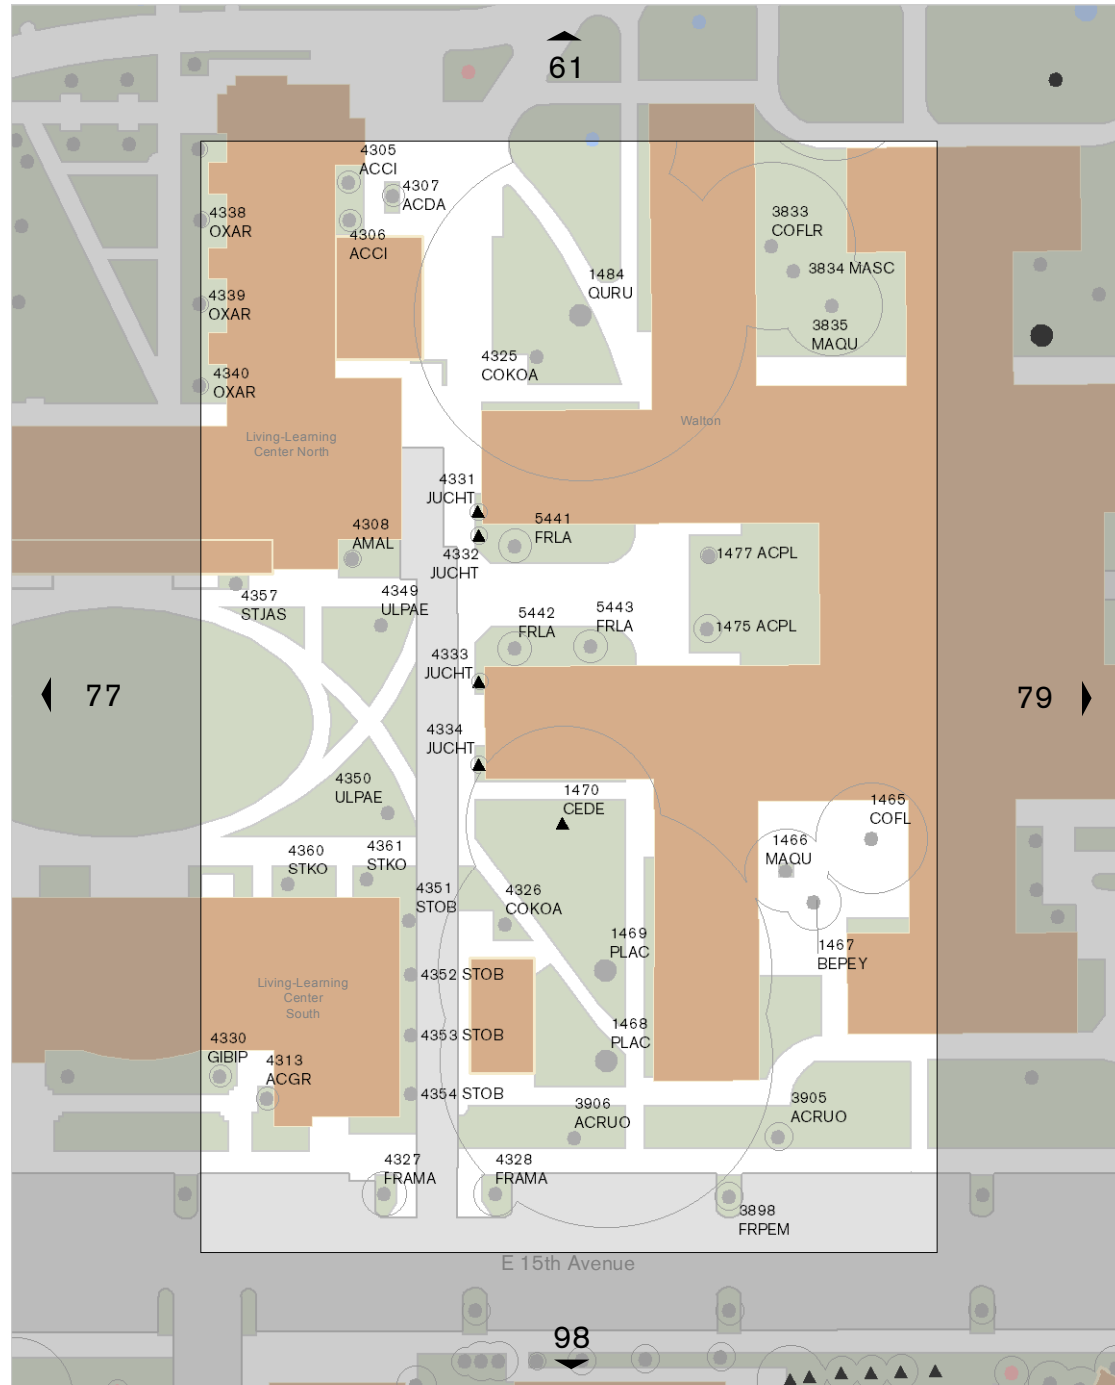 61
4305
ACCI
4307
ACDA
4338
OXAR
4306
ACCI
3833
COFLR
3834 MASC
1484
QURU
4339
OXAR
3835
MAQU
4325
COKOA
4340
OXAR
Living-Learning
Center North
Walton
4331
JUCHT
5441
FRLA
4308
AMAL
4332
JUCHT
1477 ACPL
4357
STJAS
4349
ULPAE
5442
FRLA
5443
FRLA
1475 ACPL
4333
JUCHT
77
79
4334
JUCHT
4350
ULPAE
1470
CEDE
1465
COFL
1466
MAQU
4360
STKO
4361
STKO
4351
STOB
4326
COKOA
1469
PLAC
1467
BEPEY
4352 STOB
Living-Learning
Center
South
4353 STOB
1468
PLAC
4330
GIBIP
4313
ACGR
4354 STOB
3906
ACRUO
3905
ACRUO
4327
FRAMA
4328
FRAMA
3898
FRPEM
E 15th Avenue
98